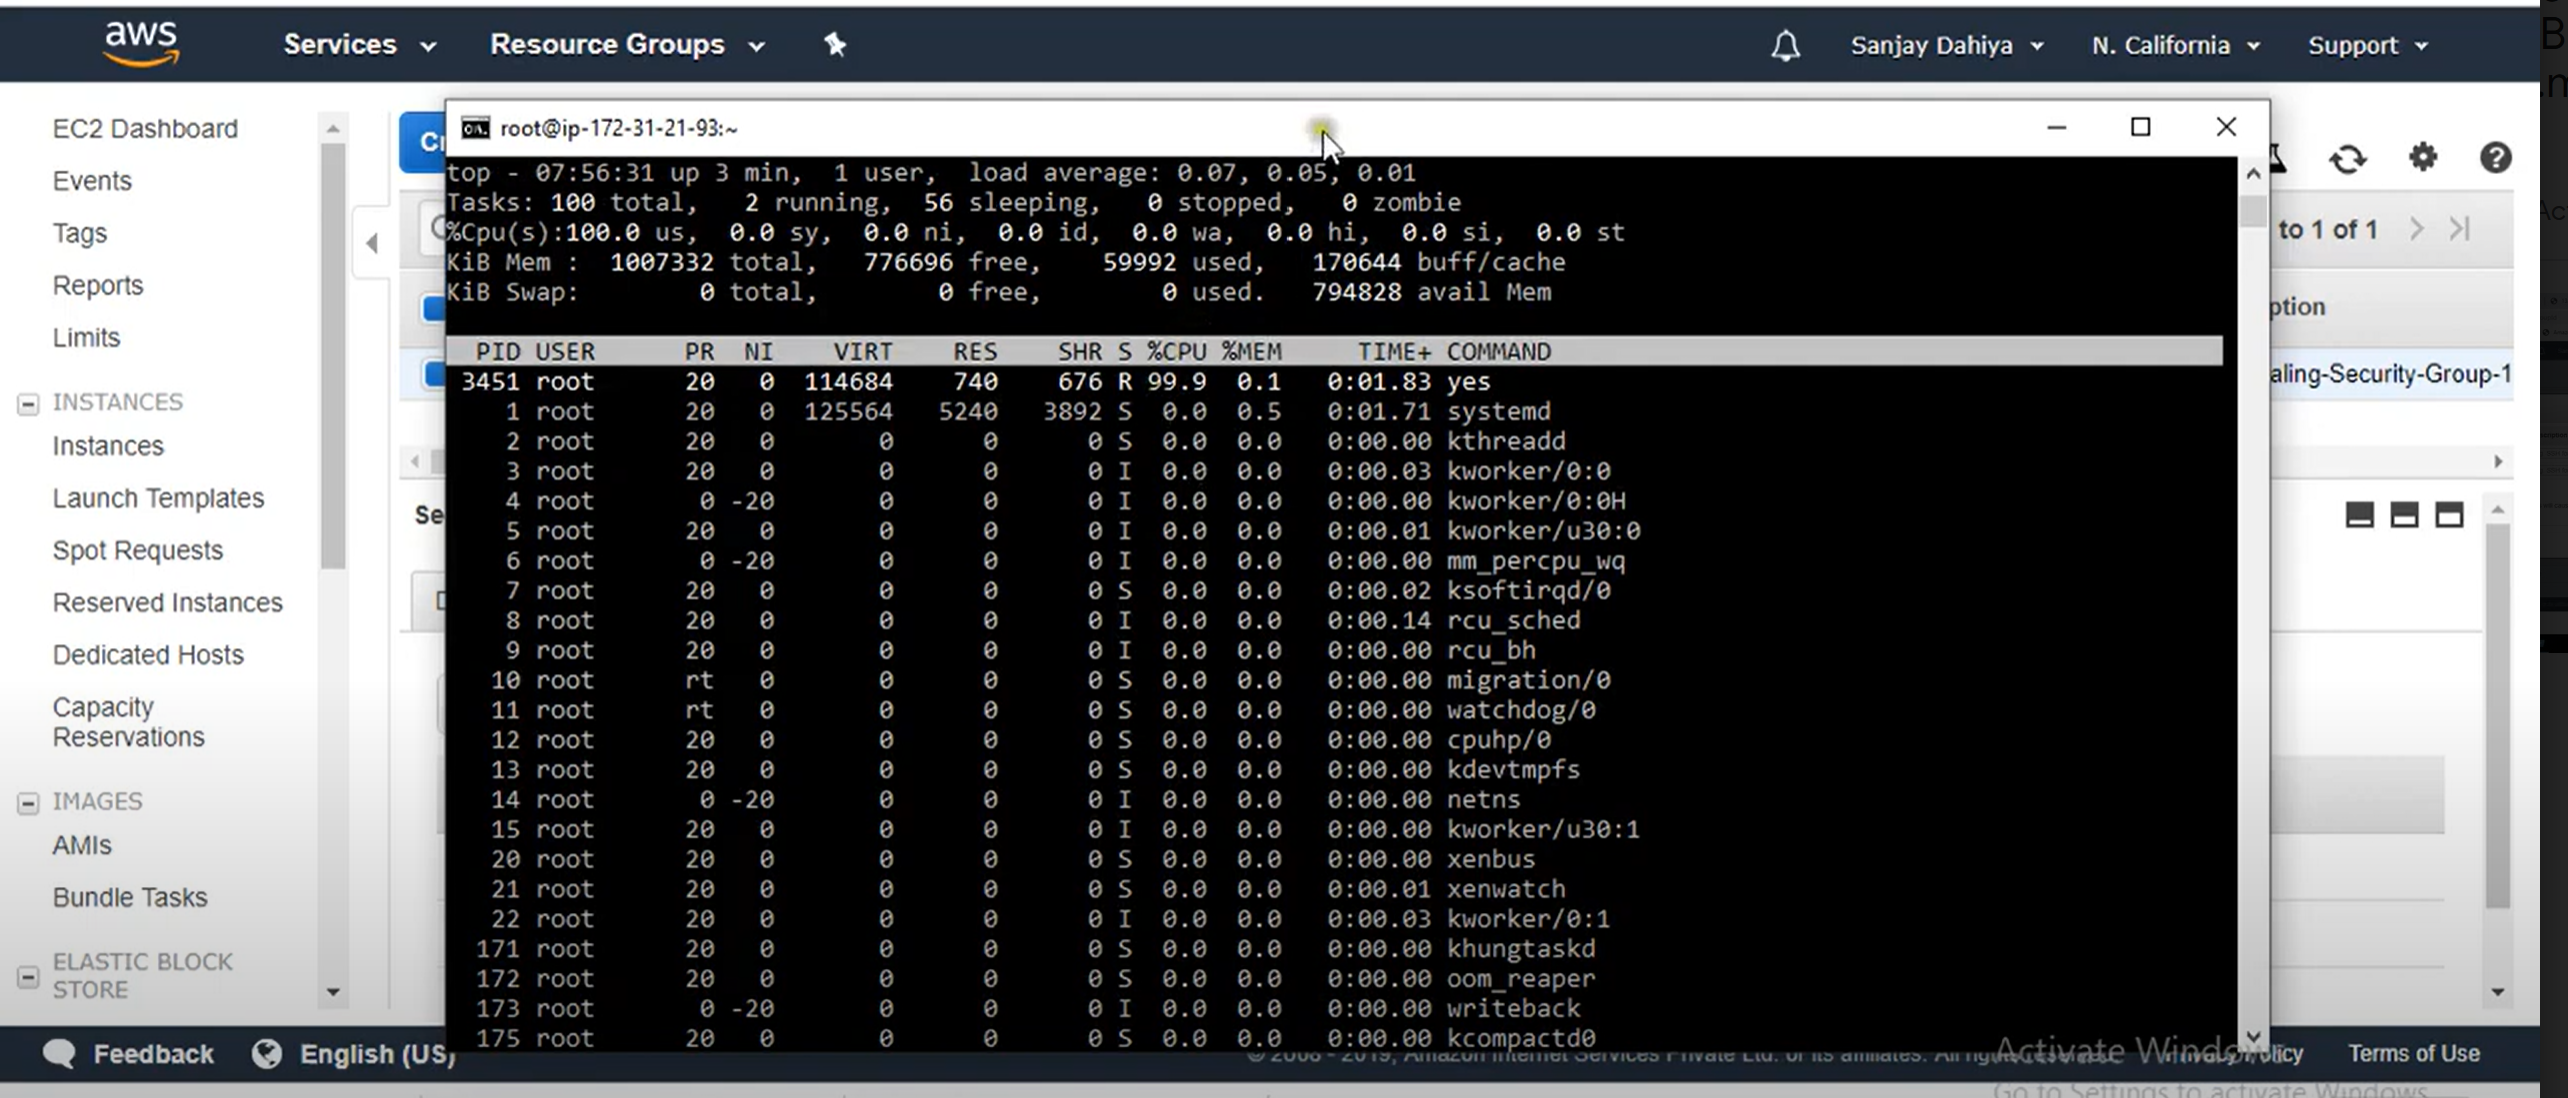 aws Services Resource Groups Sanjay Dahiya N. California Support
EC2 Dashboard
Events
Tags
Reports
Limits
INSTANCES
Instances
Launch Templates
Spot Requests
Reserved Instances
Dedicated Hosts
Capacity
Reservations
IMAGES
AMIs
Bundle Tasks
ELASTIC BLOCK
STORE
root@ip-172-31-21-93:~
top - 07:56:31 up 3 min, 1 user, load average: 0.07, 0.05, 0.01
Tasks: 100 total, 2 running, 56 sleeping, 0 stopped, 0 zombie
%Cpu(s):100.0 us, 0.0 sy, 0.0 ni, 0.0 id, 0.0 wa, 0.0 hi, 0.0 si, 0.0 st
KiB Mem : 1007332 total, 776696 free, 59992 used, 170644 buff/cache
KiB Swap: 0 total, 0 free, 0 used. 794828 avail Mem
PID USER PR NI VIRT RES SHR S %CPU %MEM TIME+ COMMAND
3451 root 20 0 114684 740 676 R 99.9 0.1 0:01.83 yes
1 root 20 0 125564 5240 3892 S 0.0 0.5 0:01.71 systemd
2 root 20 0 0 0 0 S 0.0 0.0 0:00.00 kthreadd
3 root 20 0 0 0 0 I 0.0 0.0 0:00.03 kworker/0:0
4 root 0 -20 0 0 0 I 0.0 0.0 0:00.00 kworker/0:0H
5 root 20 0 0 0 0 I 0.0 0.0 0:00.01 kworker/u30:0
6 root 0 -20 0 0 0 I 0.0 0.0 0:00.00 mm_percpu_wq
7 root 20 0 0 0 0 S 0.0 0.0 0:00.02 ksoftirqd/0
8 root 20 0 0 0 0 I 0.0 0.0 0:00.14 rcu_sched
9 root 20 0 0 0 0 I 0.0 0.0 0:00.00 rcu_bh
10 root rt 0 0 0 0 S 0.0 0.0 0:00.00 migration/0
11 root rt 0 0 0 0 S 0.0 0.0 0:00.00 watchdog/0
12 root 20 0 0 0 0 S 0.0 0.0 0:00.00 cpuhp/0
13 root 20 0 0 0 0 S 0.0 0.0 0:00.00 kdevtmpfs
14 root 0 -20 0 0 0 I 0.0 0.0 0:00.00 netns
15 root 20 0 0 0 0 I 0.0 0.0 0:00.00 kworker/u30:1
20 root 20 0 0 0 0 S 0.0 0.0 0:00.00 xenbus
21 root 20 0 0 0 0 S 0.0 0.0 0:00.01 xenwatch
22 root 20 0 0 0 0 I 0.0 0.0 0:00.03 kworker/0:1
171 root 20 0 0 0 0 S 0.0 0.0 0:00.00 khungtaskd
172 root 20 0 0 0 0 S 0.0 0.0 0:00.00 oom_reaper
173 root 0 -20 0 0 0 I 0.0 0.0 0:00.00 writeback
175 root 20 0 0 0 0 S 0.0 0.0 0:00.00 kcompactd0
to 1 of 1
ption
aling-Security-Group-1
Se
Feedback English (US)
© 2008 - 2019, Amazon Internet Services Private Ltd. or its affiliates. All Terms of Use
Activate Windows
Go to Settings to activate Windows.